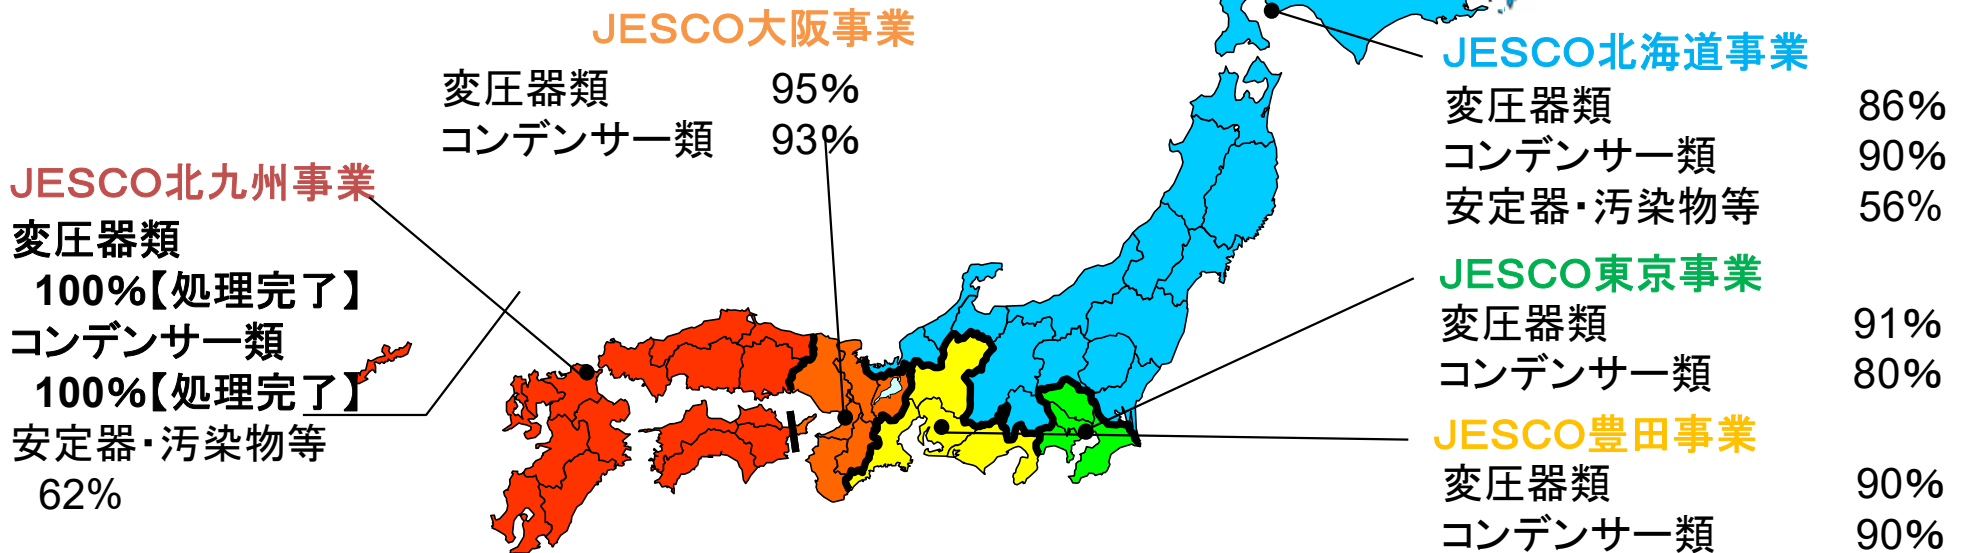 JESCO大阪事業
変圧器類 95%
コンデンサー類 93%
JESCO北海道事業
変圧器類 86%
コンデンサー類 90%
安定器・汚染物等 56%
JESCO北九州事業
変圧器類
100%【処理完了】
コンデンサー類
100%【処理完了】
安定器・汚染物等
62%
JESCO東京事業
変圧器類 91%
コンデンサー類 80%
JESCO豊田事業
変圧器類 90%
コンデンサー類 90%